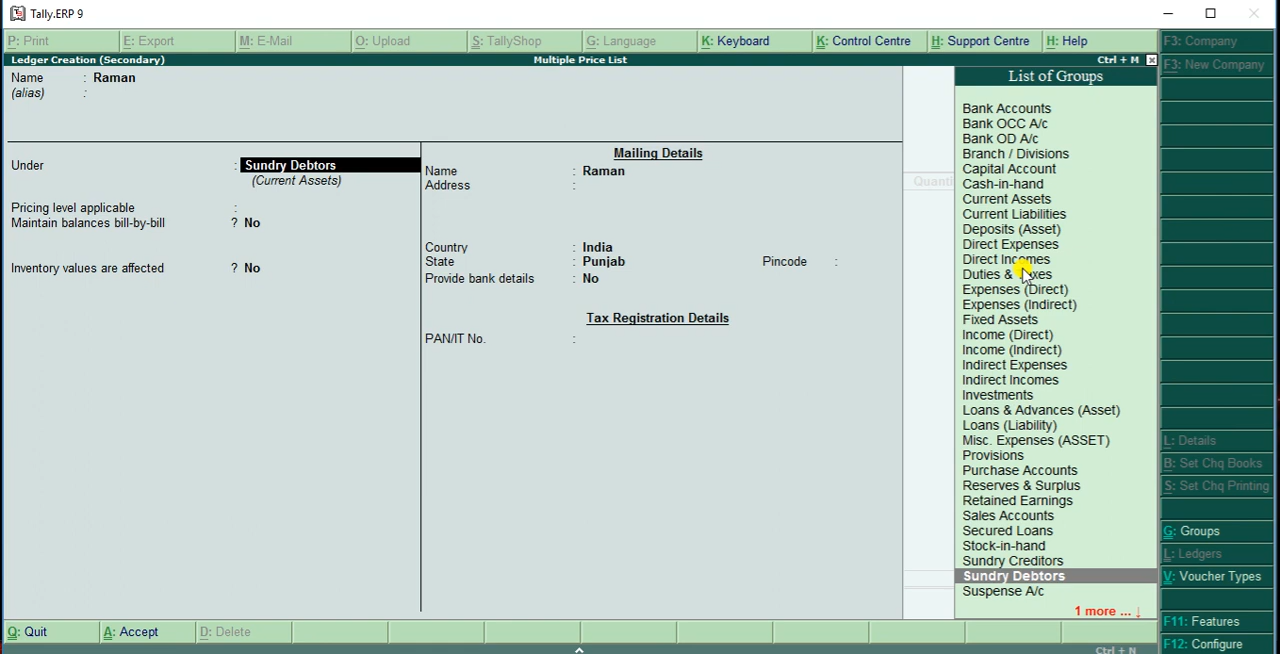 Tally.ERP 9
P: Print E: Export M: E-Mail O: Upload S: TallyShop G: Language K: Keyboard K: Control Centre H: Support Centre H: Help
F3: Company
Ledger Creation (Secondary) Multiple Price List Ctrl + M
F3: New Company
Name : Raman
(alias) :
Under : Sundry Debtors
(Current Assets)
Pricing level applicable :
Maintain balances bill-by-bill ? No
Inventory values are affected ? No
Mailing Details
Name : Raman
Address :
Country : India
State : Punjab Pincode :
Provide bank details : No
Tax Registration Details
PAN/IT No. :
List of Groups
Bank Accounts
Bank OCC A/c
Bank OD A/c
Branch / Divisions
Capital Account
Cash-in-hand
Current Assets
Current Liabilities
Deposits (Asset)
Direct Expenses
Direct Incomes
Duties &
Expenses (Direct)
Expenses (Indirect)
Fixed Assets
Income (Direct)
Income (Indirect)
Indirect Expenses
Indirect Incomes
Investments
Loans & Advances (Asset)
Loans (Liability)
Misc. Expenses (ASSET)
Provisions
Purchase Accounts
Reserves & Surplus
Retained Earnings
Sales Accounts
Secured Loans
Stock-in-hand
Sundry Creditors
Sundry Debtors
Suspense A/c
1 more ... ↓
L: Details
B: Set Chq Books
S: Set Chq Printing
G: Groups
L: Ledgers
V: Voucher Types
F11: Features
F12: Configure
Q: Quit A: Accept D: Delete
Ctrl + N